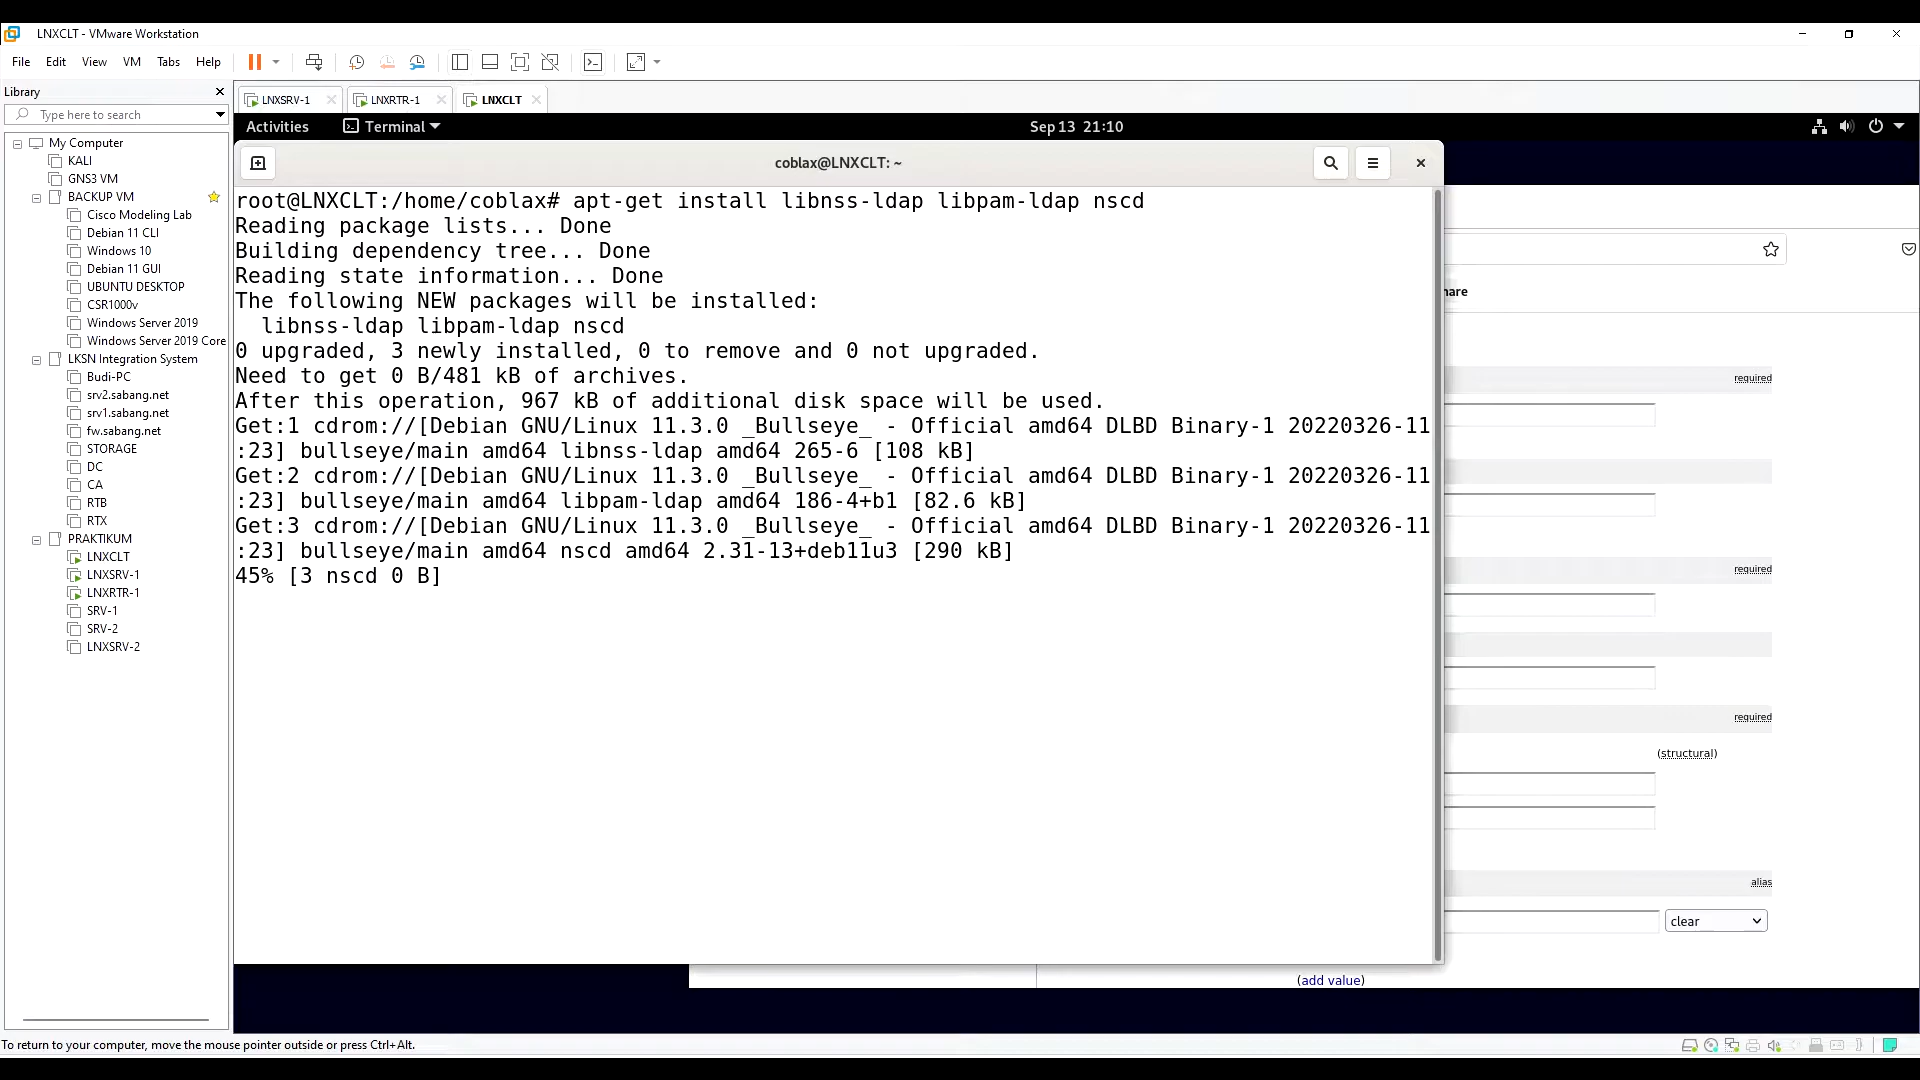 LNXCLT - VMware Workstation
File Edit View VM Tabs Help
Library
Type here to search
My Computer
KALI
GNS3 VM
BACKUP VM
Cisco Modeling Lab
Debian 11 CLI
Windows 10
Debian 11 GUI
UBUNTU DESKTOP
CSR1000v
Windows Server 2019
Windows Server 2019 Core
LKSN Integration System
Budi-PC
srv2.sabang.net
srv1.sabang.net
fw.sabang.net
STORAGE
DC
CA
RTB
RTX
PRAKTIKUM
LNXCLT
LNXSRV-1
LNXRTR-1
SRV-1
SRV-2
LNXSRV-2
LNXSRV-1 LNXRTR-1 LNXCLT
Activities Terminal Sep 13 21:10
coblax@LNXCLT: ~
root@LNXCLT:/home/coblax# apt-get install libnss-ldap libpam-ldap nscd
Reading package lists... Done
Building dependency tree... Done
Reading state information... Done
The following NEW packages will be installed:
libnss-ldap libpam-ldap nscd
0 upgraded, 3 newly installed, 0 to remove and 0 not upgraded.
Need to get 0 B/481 kB of archives.
After this operation, 967 kB of additional disk space will be used.
Get:1 cdrom://[Debian GNU/Linux 11.3.0 _Bullseye_ - Official amd64 DLBD Binary-1 20220326-11
:23] bullseye/main amd64 libnss-ldap amd64 265-6 [108 kB]
Get:2 cdrom://[Debian GNU/Linux 11.3.0 _Bullseye_ - Official amd64 DLBD Binary-1 20220326-11
:23] bullseye/main amd64 libpam-ldap amd64 186-4+b1 [82.6 kB]
Get:3 cdrom://[Debian GNU/Linux 11.3.0 _Bullseye_ - Official amd64 DLBD Binary-1 20220326-11
:23] bullseye/main amd64 nscd amd64 2.31-13+deb11u3 [290 kB]
45% [3 nscd 0 B]
required
required
required
(structural)
alias
clear
(add value)
To return to your computer, move the mouse pointer outside or press Ctrl+Alt.